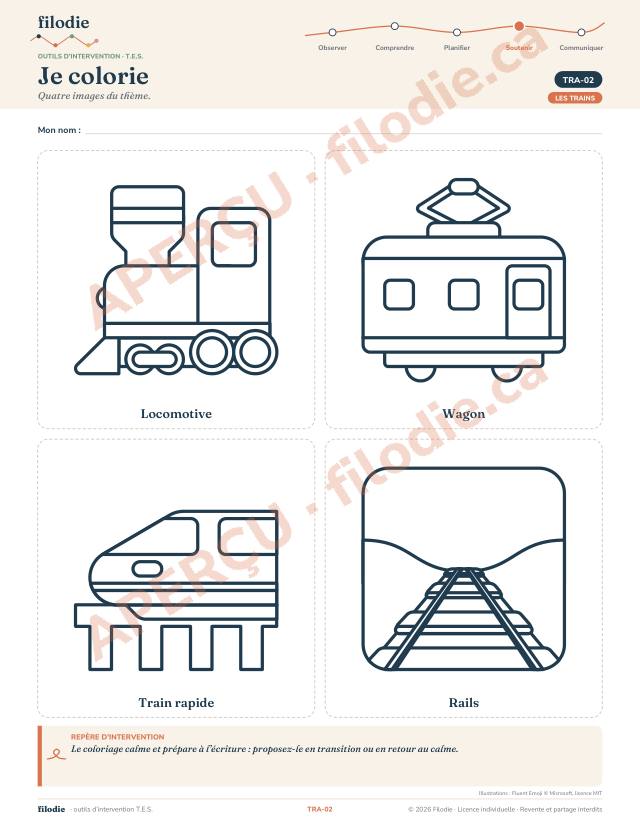 filodie
OUTILS D'INTERVENTION · T.E.S.
Je colorie
Quatre images du thème.
Observer Comprendre Planifier Soutenir Communiquer
TRA-02
LES TRAINS
Mon nom :
APERÇU · filodie.ca
Locomotive
Wagon
APERÇU · filodie.ca
Train rapide
Rails
REPÈRE D'INTERVENTION
Le coloriage calme et prépare à l'écriture : proposez-le en transition ou en retour au calme.
Illustrations : Fluent Emoji © Microsoft, licence MIT
filodie · outils d'intervention T.E.S. TRA-02 © 2026 Filodie · Licence individuelle · Revente et partage interdits